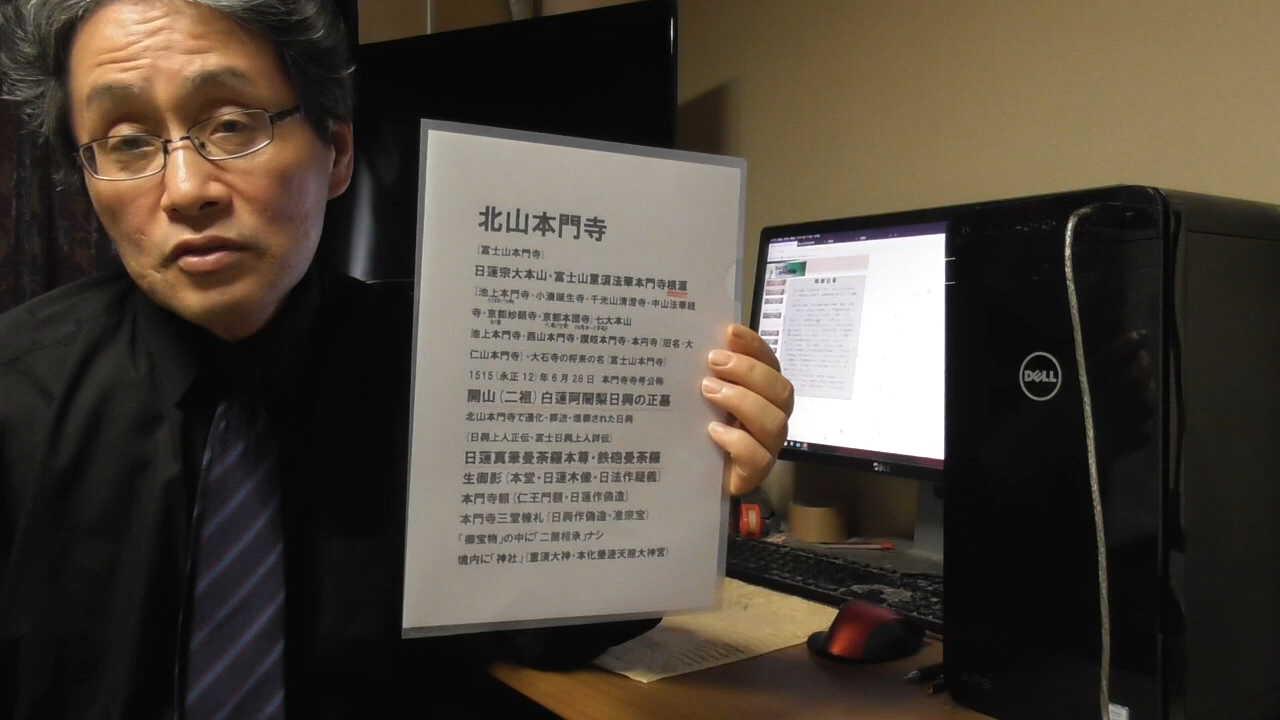 北山本門寺
(富士山本門寺)
日蓮宗大本山・富士山重須法華本門寺根源
(池上本門寺・小湊誕生寺・千光山清澄寺・中山法華経
寺・京都妙顕寺・京都本圀寺)七大本山
池上本門寺・西山本門寺・讃岐本門寺・本円寺(旧名・大
仁山本門寺)・大石寺の将来の名(富士山本門寺)
1515(永正12)年6月26日 本門寺寺号公称
開山(二祖)白蓮阿闍梨日興の正墓
北山本門寺で遷化・葬送・埋葬された日興
(日興上人正伝・富士日興上人詳伝)
日蓮真筆曼荼羅本尊・鉄砲曼荼羅
生御影(本堂・日蓮木像・日法作疑義)
本門寺額(仁王門額・日蓮作偽造)
本門寺三堂棟札(日興作偽造・准宗宝)
「御宝物」の中に「二箇相承」ナシ
境内に「神社」(重須大神・本化垂迹天照大神宮)
DELL
DELL